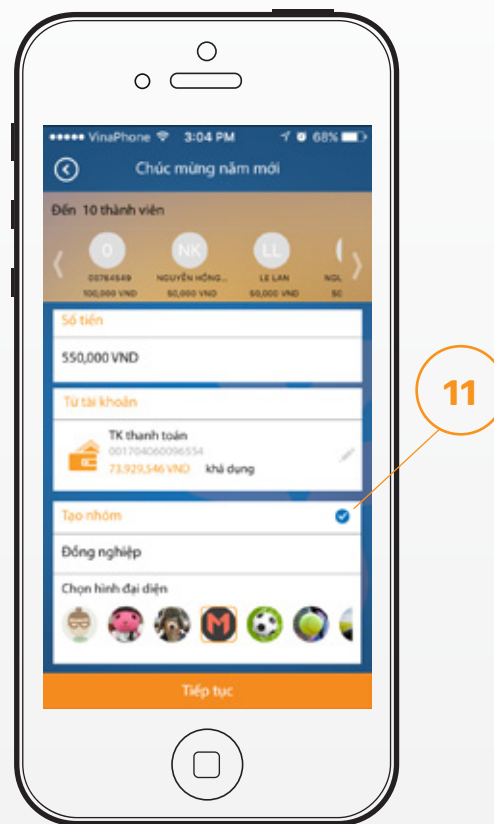 VinaPhone 3:04 PM 68%
Chúc mừng năm mới
Đến 10 thành viên
0 NK LL
00764549 NGUYỄN HỒNG... LE LAN
100,000 VND 50,000 VND 50,000 VND
Số tiền
550,000 VND
Từ tài khoản
TK thanh toán
001704060096554
73,929,546 VND khả dụng
Tạo nhóm
11
Đồng nghiệp
Chọn hình đại diện
M
Tiếp tục